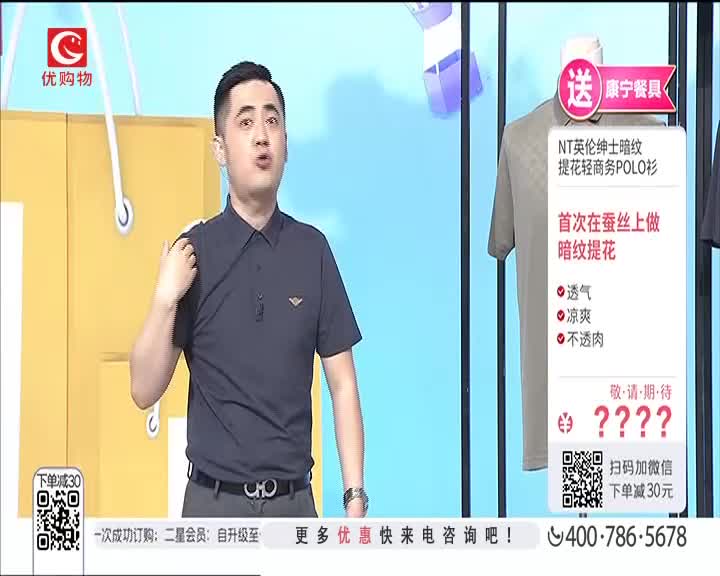 优购物
送 康宁餐具
NT英伦绅士暗纹
提花轻商务POLO衫
首次在蚕丝上做
暗纹提花
透气
凉爽
不透肉
敬·请·期·待
¥ ????
扫码加微信
下单减30元
下单减30
一次成功订购；二星会员：自升级至
更多优惠快来电咨询吧！
400·786·5678